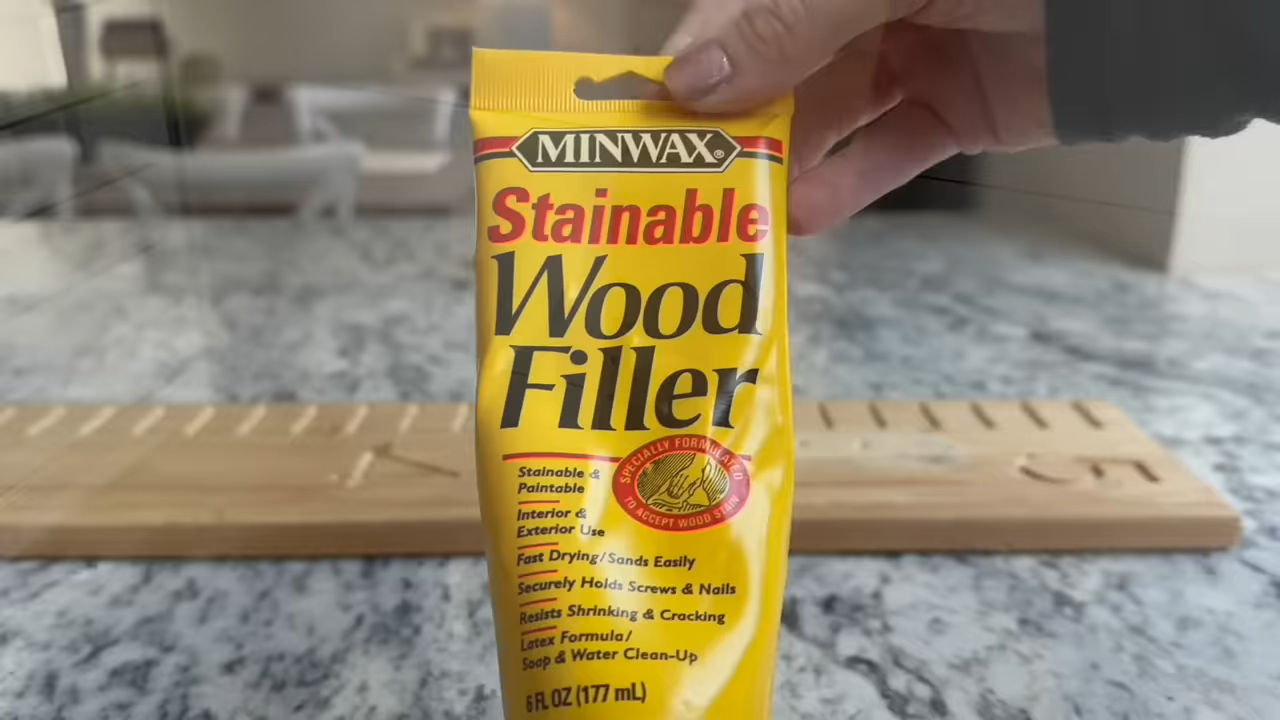 MINWAX®
Stainable
Wood
Filler
SPECIALLY FORMULATED
TO ACCEPT WOOD STAIN
Stainable &
Paintable
Interior &
Exterior Use
Fast Drying/Sands Easily
Securely Holds Screws & Nails
Resists Shrinking & Cracking
Latex Formula/
Soap & Water Clean-Up
6 FL OZ (177 mL)
5